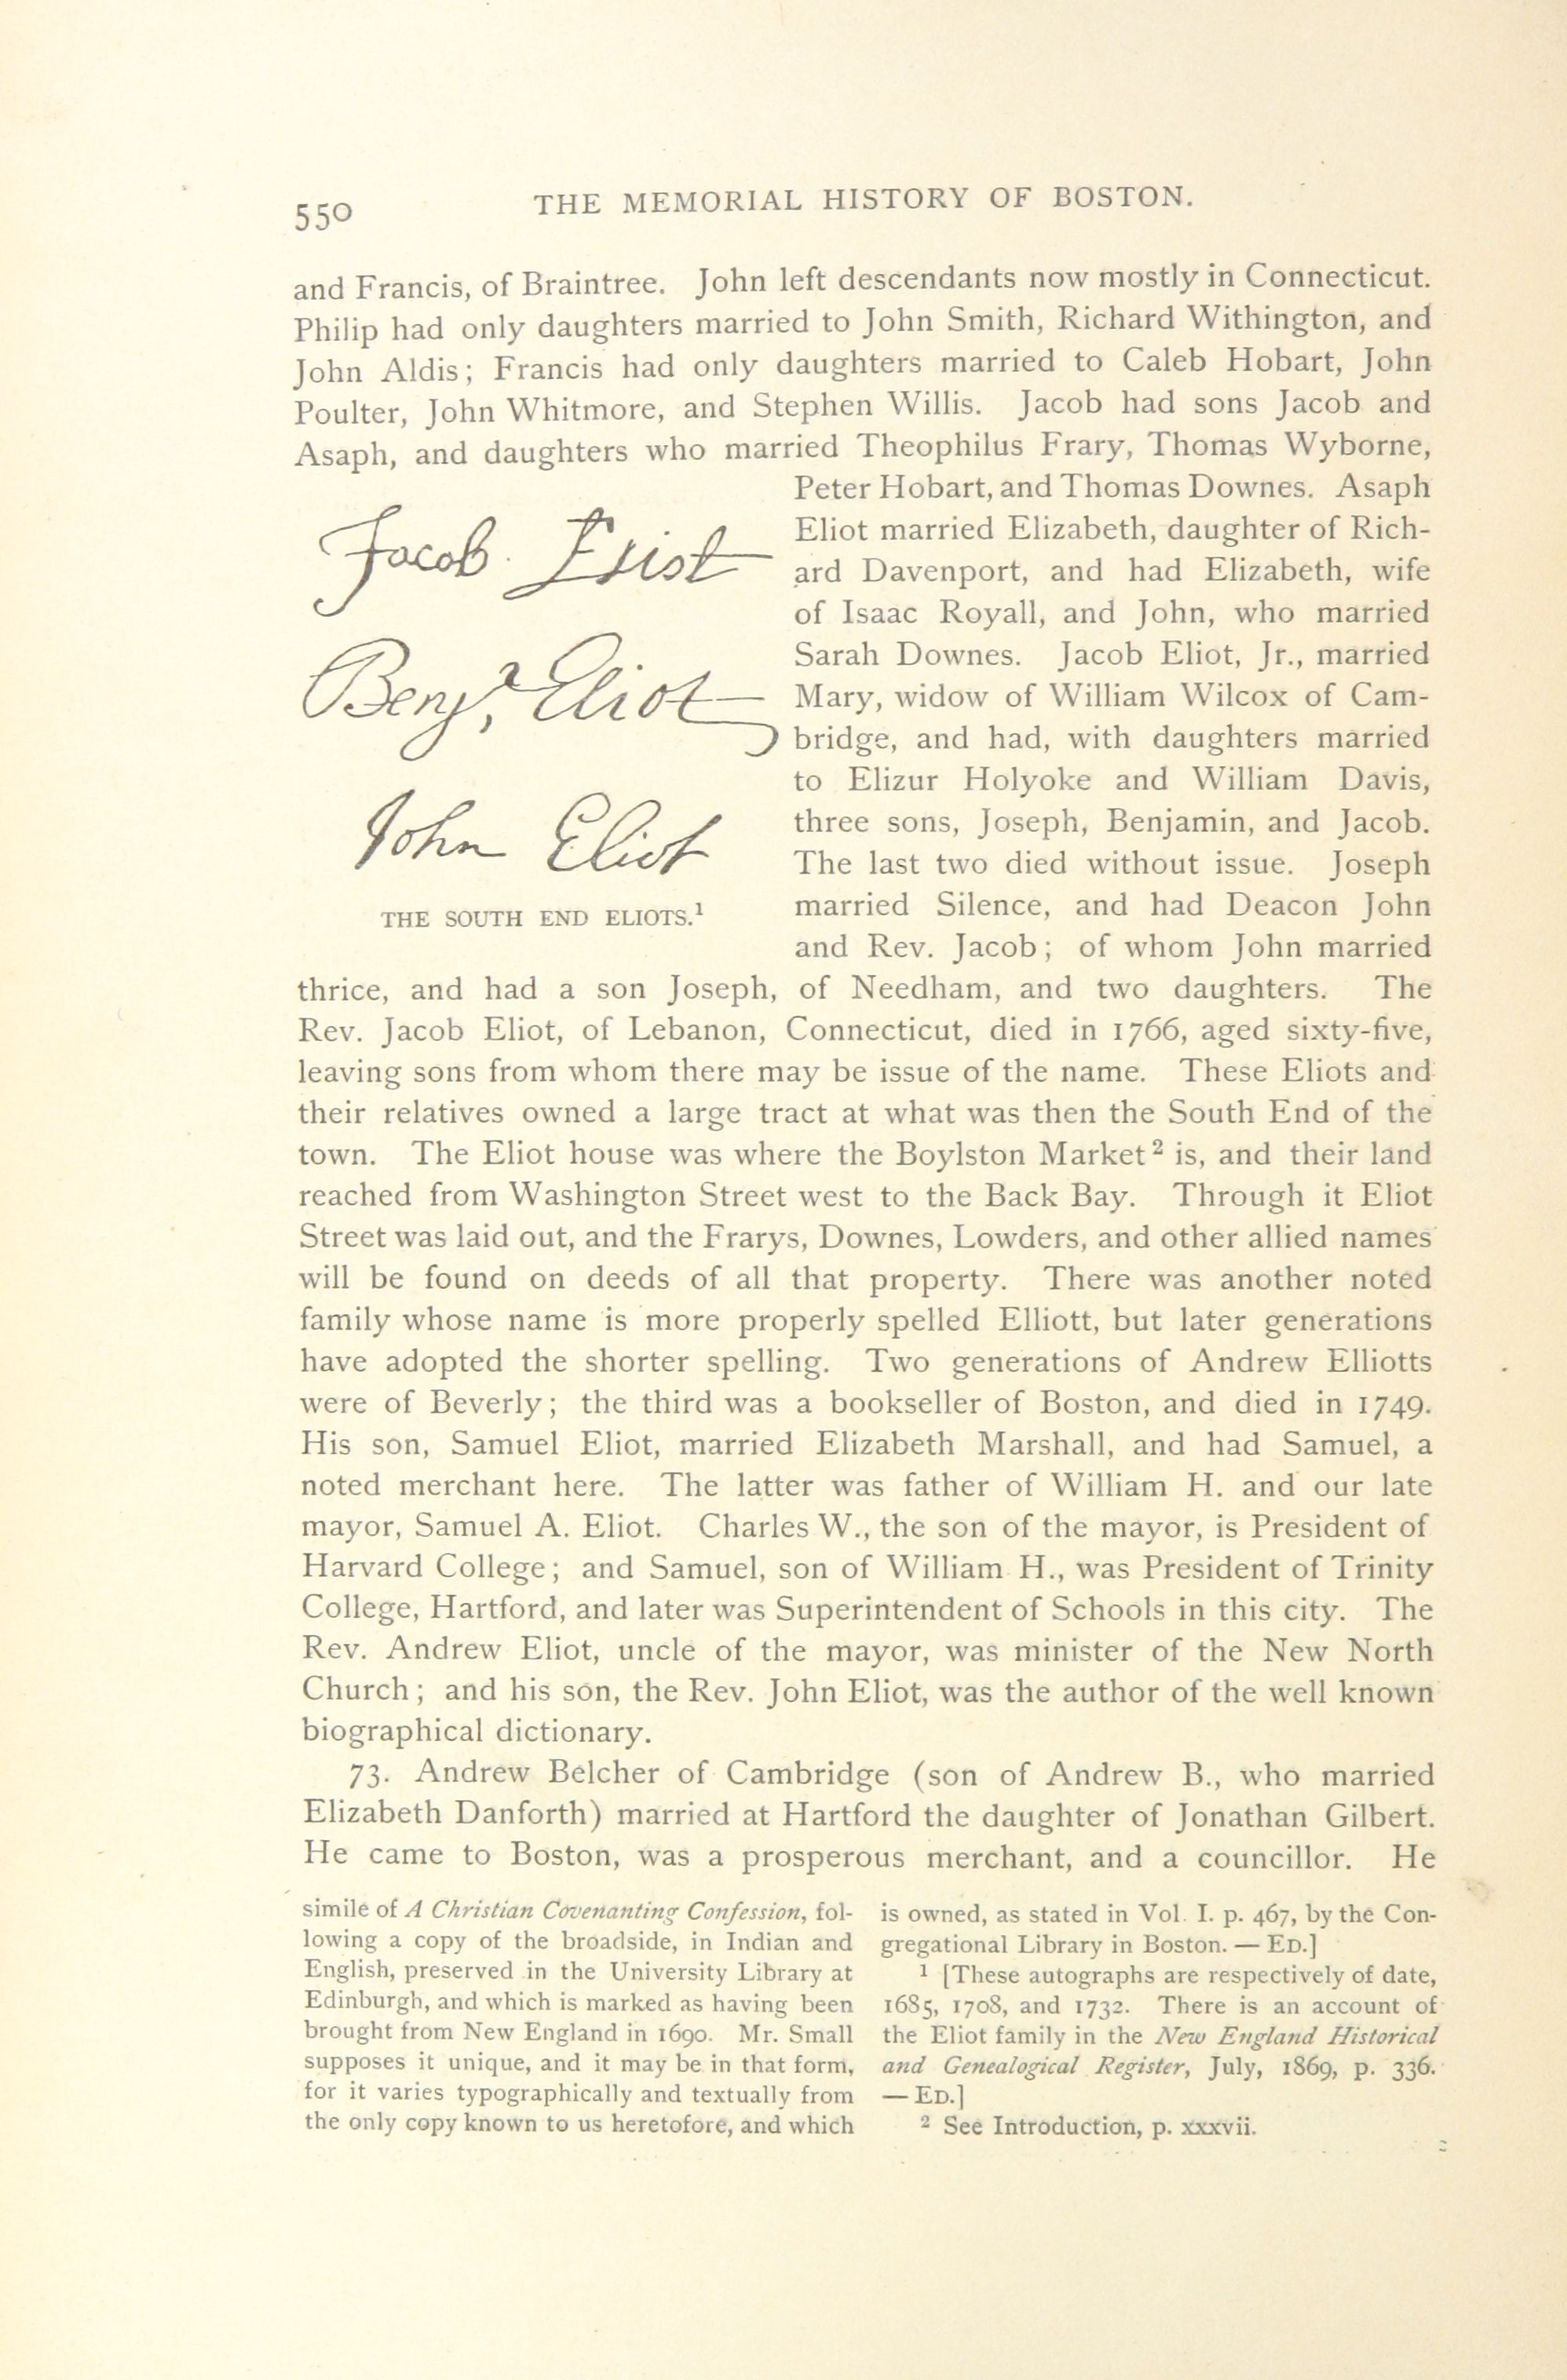 550
THE MEMORIAL HISTORY OF BOSTON.
and Francis, of Braintree. John left descendants now mostly in Connecticut.
Philip had only daughters married to John Smith, Richard Withington, and
John Aldis; Francis had only daughters married to Caleb Hobart, John
Poulter, John Whitmore, and Stephen Willis. Jacob had sons Jacob and
Asaph, and daughters who married Theophilus Frary, Thomas Wyborne,
Peter Hobart, and Thomas Downes. Asaph
Eliot married Elizabeth, daughter of Rich-
ard Davenport, and had Elizabeth, wife
of Isaac Royall, and John, who married
Sarah Downes. Jacob Eliot, Jr., married
Mary, widow of William Wilcox of Cam-
bridge, and had, with daughters married
to Elizur Holyoke and William Davis,
three sons, Joseph, Benjamin, and Jacob.
The last two died without issue. Joseph
married Silence, and had Deacon John
and Rev. Jacob; of whom John married
Jacob Eliot
Benj.ª Eliot
John Eliot
THE SOUTH END ELIOTS.¹
thrice, and had a son Joseph, of Needham, and two daughters. The
Rev. Jacob Eliot, of Lebanon, Connecticut, died in 1766, aged sixty-five,
leaving sons from whom there may be issue of the name. These Eliots and
their relatives owned a large tract at what was then the South End of the
town. The Eliot house was where the Boylston Market² is, and their land
reached from Washington Street west to the Back Bay. Through it Eliot
Street was laid out, and the Frarys, Downes, Lowders, and other allied names
will be found on deeds of all that property. There was another noted
family whose name is more properly spelled Elliott, but later generations
have adopted the shorter spelling. Two generations of Andrew Elliotts
were of Beverly; the third was a bookseller of Boston, and died in 1749.
His son, Samuel Eliot, married Elizabeth Marshall, and had Samuel, a
noted merchant here. The latter was father of William H. and our late
mayor, Samuel A. Eliot. Charles W., the son of the mayor, is President of
Harvard College; and Samuel, son of William H., was President of Trinity
College, Hartford, and later was Superintendent of Schools in this city. The
Rev. Andrew Eliot, uncle of the mayor, was minister of the New North
Church; and his son, the Rev. John Eliot, was the author of the well known
biographical dictionary.
73. Andrew Belcher of Cambridge (son of Andrew B., who married
Elizabeth Danforth) married at Hartford the daughter of Jonathan Gilbert.
He came to Boston, was a prosperous merchant, and a councillor. He
simile of A Christian Covenanting Confession, fol-
lowing a copy of the broadside, in Indian and
English, preserved in the University Library at
Edinburgh, and which is marked as having been
brought from New England in 1690. Mr. Small
supposes it unique, and it may be in that form,
for it varies typographically and textually from
the only copy known to us heretofore, and which
is owned, as stated in Vol. I. p. 467, by the Con-
gregational Library in Boston. — ED.]
¹ [These autographs are respectively of date,
1685, 1708, and 1732. There is an account of
the Eliot family in the New England Historical
and Genealogical Register, July, 1869, p. 336.
— ED.]
² See Introduction, p. xxxvii.